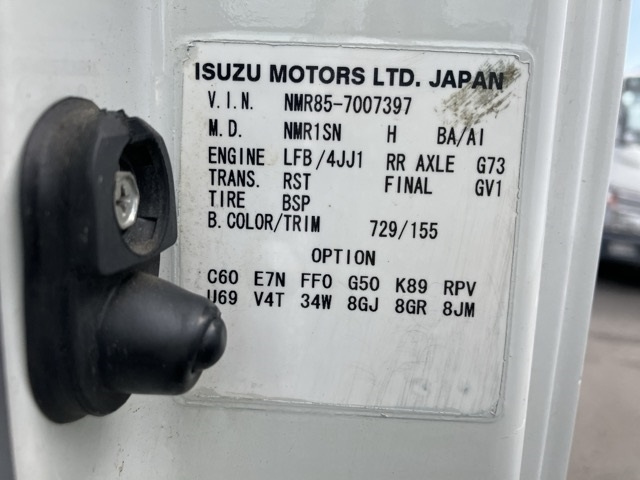 ISUZU MOTORS LTD. JAPAN
V.I.N. NMR85-7007397
M.D. NMR1SN H BA/AI
ENGINE LFB/4JJ1 RR AXLE G73
TRANS. RST FINAL GV1
TIRE BSP
B.COLOR/TRIM 729/155
OPTION
C60 E7N FF0 G50 K89 RPV
U69 V4T 34W 8GJ 8GR 8JM